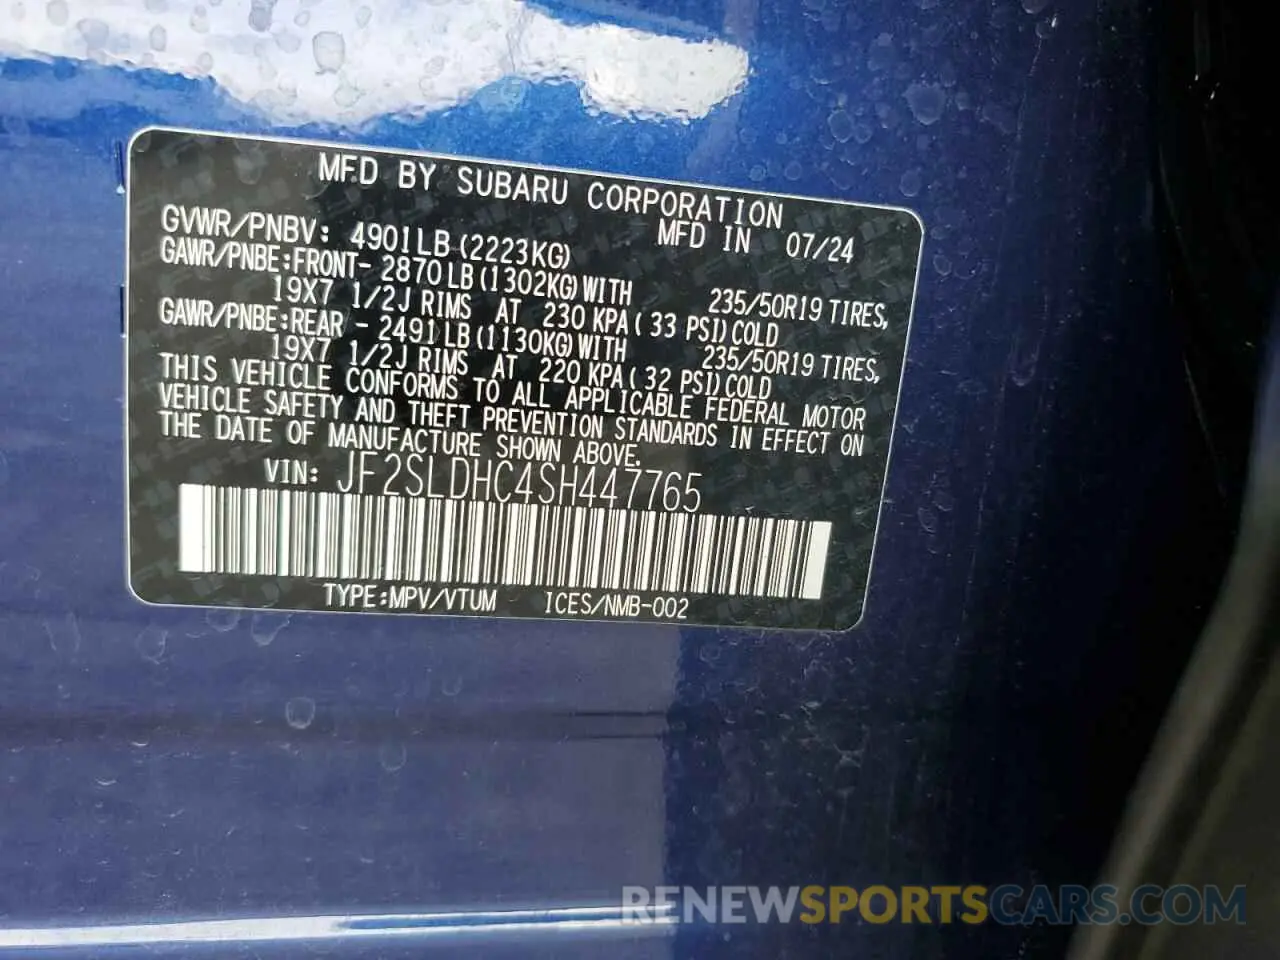 MFD BY SUBARU CORPORATION
GVWR/PNBV: 4901LB(2223KG) MFD IN 07/24
GAWR/PNBE:FRONT- 2870LB(1302KG)WITH 235/50R19 TIRES,
19X7 1/2J RIMS AT 230 KPA( 33 PSI)COLD
GAWR/PNBE:REAR - 2491LB(1130KG)WITH 235/50R19 TIRES,
19X7 1/2J RIMS AT 220 KPA( 32 PSI)COLD
THIS VEHICLE CONFORMS TO ALL APPLICABLE FEDERAL MOTOR
VEHICLE SAFETY AND THEFT PREVENTION STANDARDS IN EFFECT ON
THE DATE OF MANUFACTURE SHOWN ABOVE.
VIN: JF2SLDHC4SH447765
TYPE:MPV/VTUM ICES/NMB-002
RENEWSPORTSCARS.COM